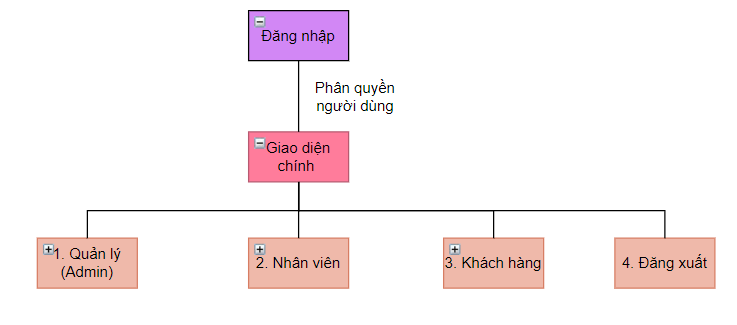 Đăng nhập
Phân quyền
người dùng
Giao diện
chính
1. Quản lý
(Admin)
2. Nhân viên
3. Khách hàng
4. Đăng xuất